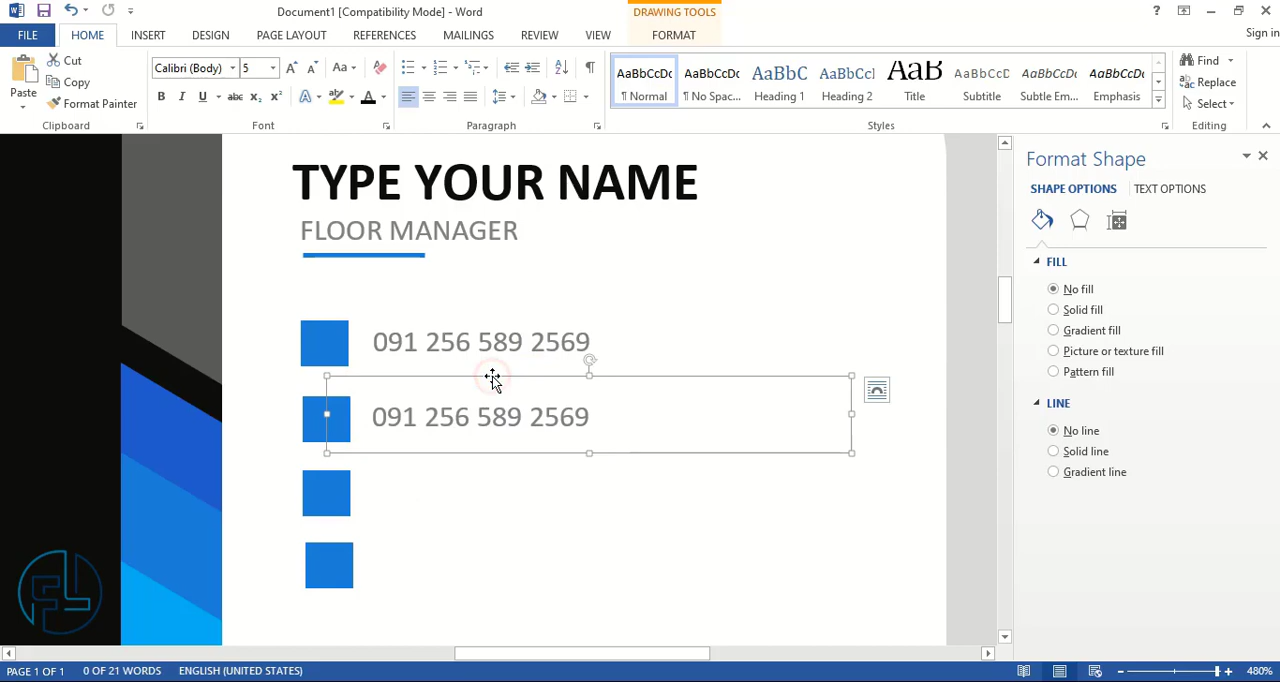 Document1 [Compatibility Mode] - Word
DRAWING TOOLS
FILE HOME INSERT DESIGN PAGE LAYOUT REFERENCES MAILINGS REVIEW VIEW FORMAT
Sign in
Paste
Cut
Copy
Format Painter
Clipboard
Calibri (Body) 5
Font
Paragraph
AaBbCcDc AaBbCcDc AaBbC AaBbCcl AaB AaBbCcD AaBbCcDc AaBbCcDc
¶ Normal ¶ No Spac... Heading 1 Heading 2 Title Subtitle Subtle Em... Emphasis
Styles
Find
Replace
Select
Editing
TYPE YOUR NAME
FLOOR MANAGER
091 256 589 2569
091 256 589 2569
Format Shape
SHAPE OPTIONS TEXT OPTIONS
FILL
No fill
Solid fill
Gradient fill
Picture or texture fill
Pattern fill
LINE
No line
Solid line
Gradient line
PAGE 1 OF 1 0 OF 21 WORDS ENGLISH (UNITED STATES)
480%